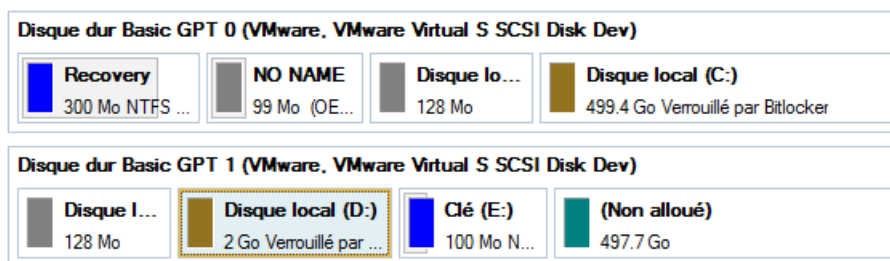 Disque dur Basic GPT 0 (VMware, VMware Virtual S SCSI Disk Dev)
Recovery
300 Mo NTFS ...
NO NAME
99 Mo (OE...
Disque lo...
128 Mo
Disque local (C:)
499.4 Go Verrouillé par Bitlocker
Disque dur Basic GPT 1 (VMware, VMware Virtual S SCSI Disk Dev)
Disque l...
128 Mo
Disque local (D:)
2 Go Verrouillé par ...
Clé (E:)
100 Mo N...
(Non alloué)
497.7 Go